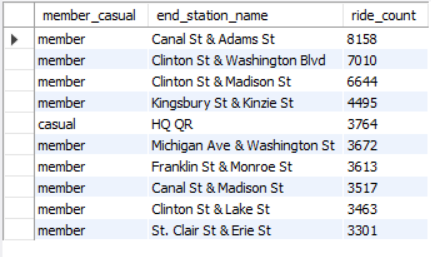 member_casual end_station_name ride_count
member Canal St & Adams St 8158
member Clinton St & Washington Blvd 7010
member Clinton St & Madison St 6644
member Kingsbury St & Kinzie St 4495
casual HQ QR 3764
member Michigan Ave & Washington St 3672
member Franklin St & Monroe St 3613
member Canal St & Madison St 3517
member Clinton St & Lake St 3463
member St. Clair St & Erie St 3301